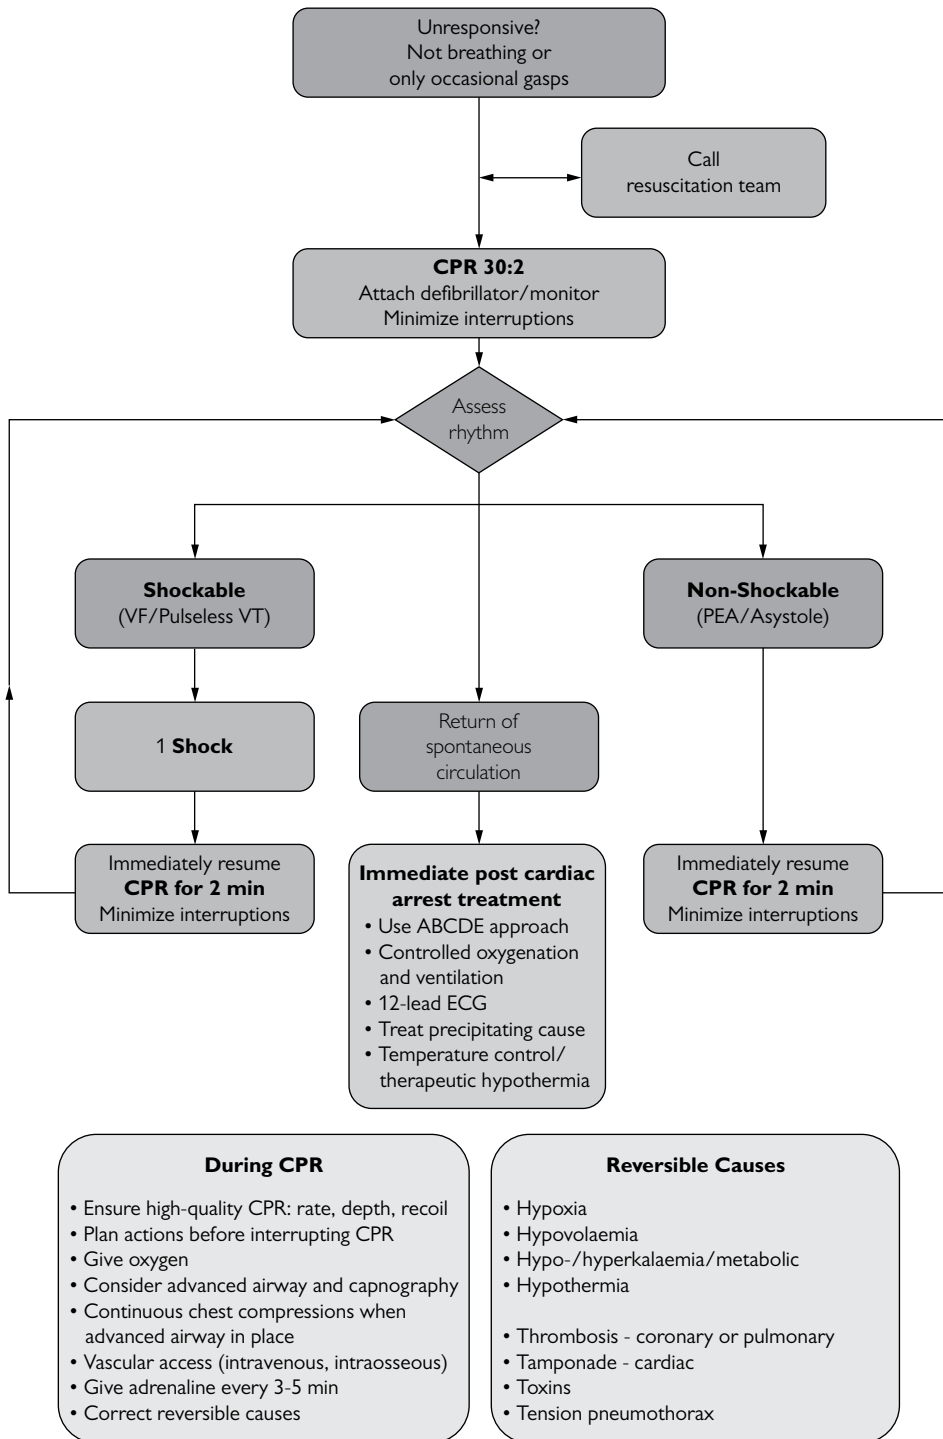 Unresponsive?
Not breathing or
only occasional gasps
Call
resuscitation team
CPR 30:2
Attach defibrillator/monitor
Minimize interruptions
Assess
rhythm
Shockable
(VF/Pulseless VT)
Non-Shockable
(PEA/Asystole)
1 Shock
Return of
spontaneous
circulation
Immediately resume
CPR for 2 min
Minimize interruptions
Immediate post cardiac
arrest treatment
• Use ABCDE approach
• Controlled oxygenation
and ventilation
• 12-lead ECG
• Treat precipitating cause
• Temperature control/
therapeutic hypothermia
Immediately resume
CPR for 2 min
Minimize interruptions
During CPR
• Ensure high-quality CPR: rate, depth, recoil
• Plan actions before interrupting CPR
• Give oxygen
• Consider advanced airway and capnography
• Continuous chest compressions when
advanced airway in place
• Vascular access (intravenous, intraosseous)
• Give adrenaline every 3-5 min
• Correct reversible causes
Reversible Causes
• Hypoxia
• Hypovolaemia
• Hypo-/hyperkalaemia/metabolic
• Hypothermia
• Thrombosis - coronary or pulmonary
• Tamponade - cardiac
• Toxins
• Tension pneumothorax